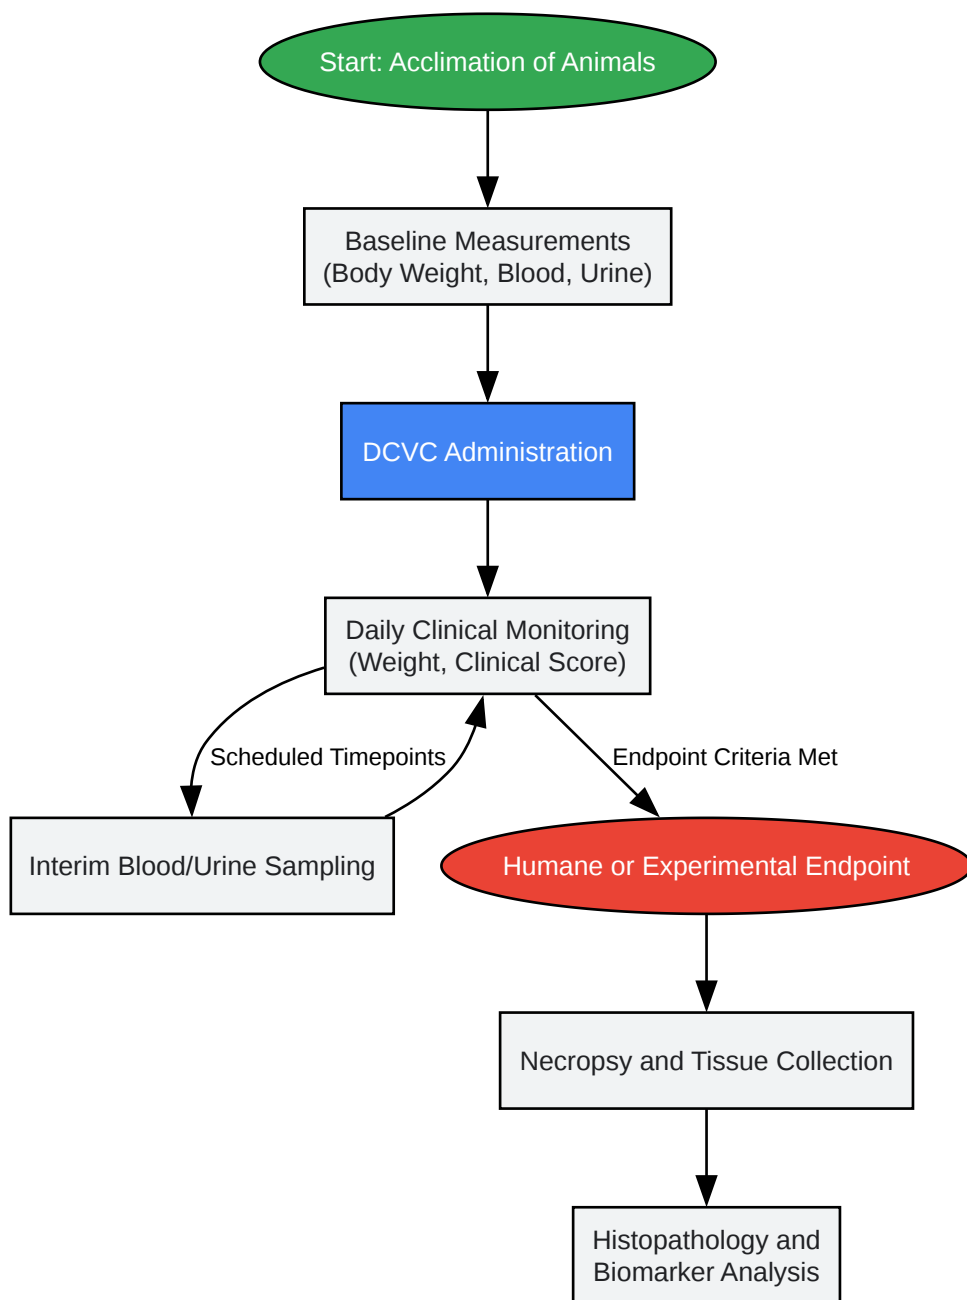 Start: Acclimation of Animals
Baseline Measurements
(Body Weight, Blood, Urine)
DCVC Administration
Daily Clinical Monitoring
(Weight, Clinical Score)
Scheduled Timepoints
Endpoint Criteria Met
Interim Blood/Urine Sampling
Humane or Experimental Endpoint
Necropsy and Tissue Collection
Histopathology and
Biomarker Analysis